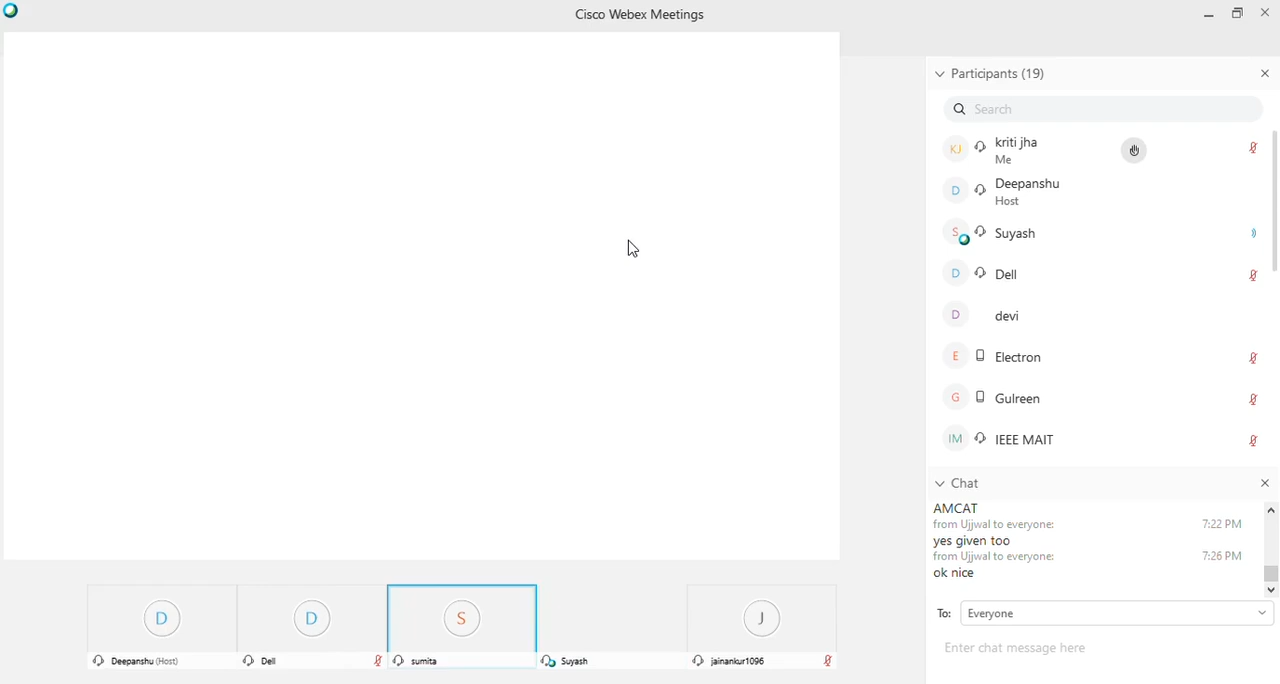 Cisco Webex Meetings
Participants (19)
Search
KJ kriti jha
Me
D Deepanshu
Host
S Suyash
D Dell
D devi
E Electron
G Gulreen
IM IEEE MAIT
Chat
AMCAT
from Ujjwal to everyone: 7:22 PM
yes given too
from Ujjwal to everyone: 7:26 PM
ok nice
To: Everyone
Enter chat message here
D D S J
Deepanshu (Host) Dell sumita Suyash jainankur1096